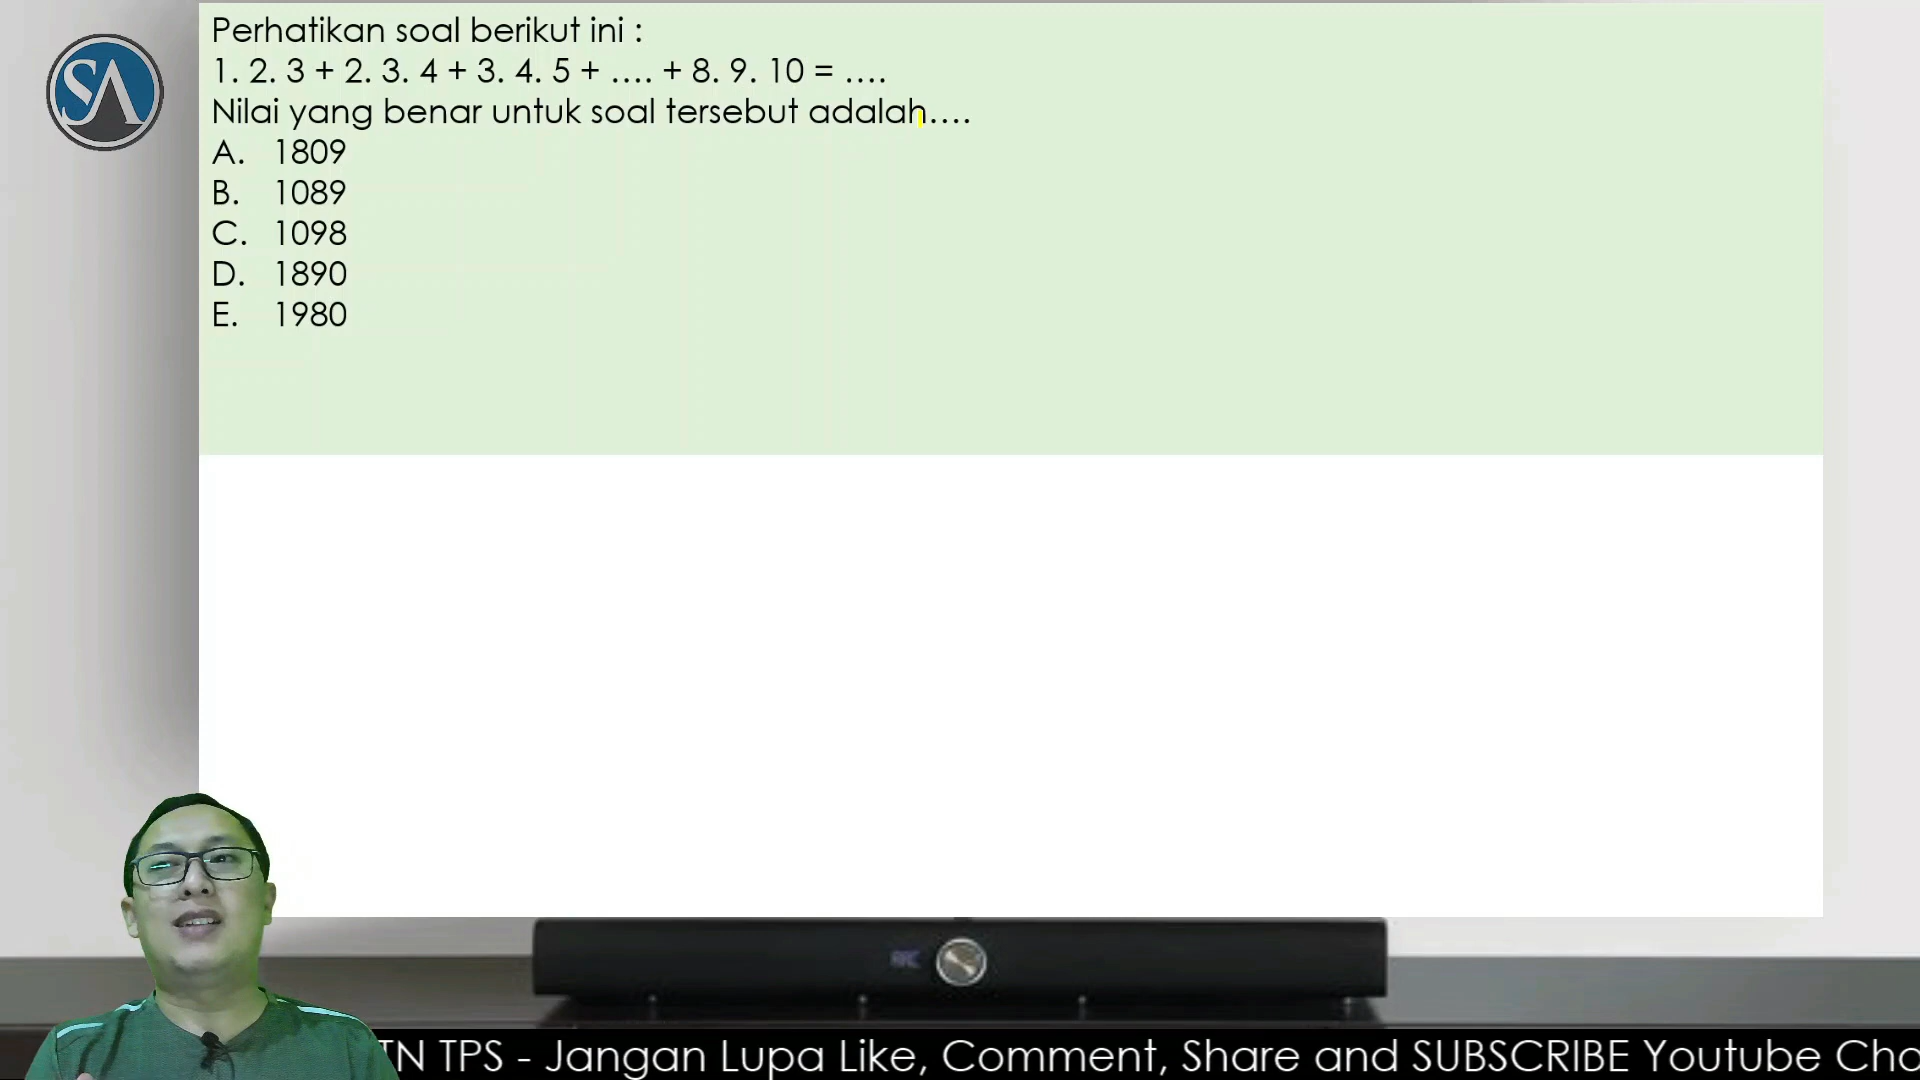 SA
Perhatikan soal berikut ini :
1. 2. 3 + 2. 3. 4 + 3. 4. 5 + .... + 8. 9. 10 = ....
Nilai yang benar untuk soal tersebut adalah....
A. 1809
B. 1089
C. 1098
D. 1890
E. 1980
TN TPS - Jangan Lupa Like, Comment, Share and SUBSCRIBE Youtube Cha